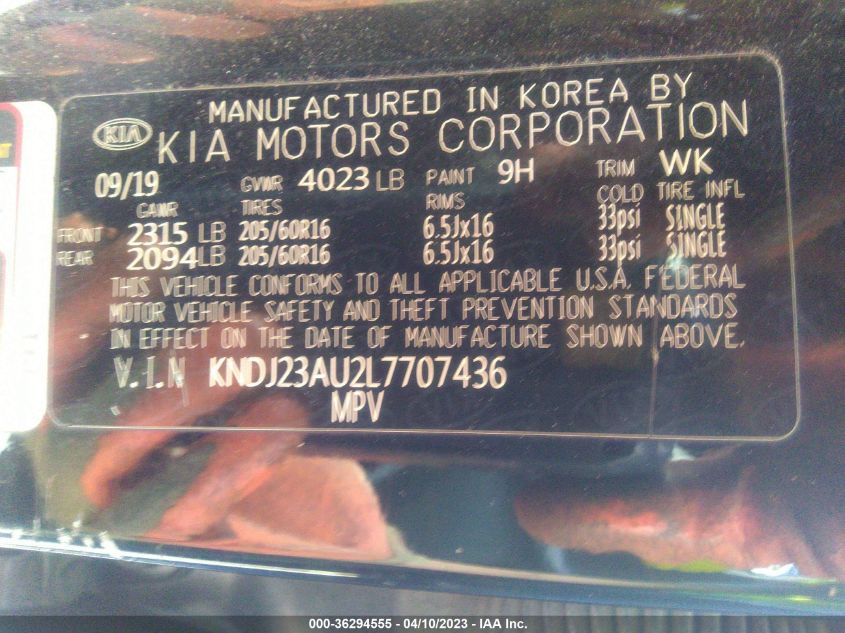 MANUFACTURED IN KOREA BY
KIA KIA MOTORS CORPORATION
09/19 GVWR 4023 LB PAINT 9H TRIM WK
GAWR TIRES RIMS COLD TIRE INFL
FRONT 2315 LB 205/60R16 6.5Jx16 33psi SINGLE
REAR 2094 LB 205/60R16 6.5Jx16 33psi SINGLE
THIS VEHICLE CONFORMS TO ALL APPLICABLE U.S.A. FEDERAL
MOTOR VEHICLE SAFETY AND THEFT PREVENTION STANDARDS
IN EFFECT ON THE DATE OF MANUFACTURE SHOWN ABOVE.
V.I.N KNDJ23AU2L7707436
MPV
000-36294555 - 04/10/2023 - IAA Inc.